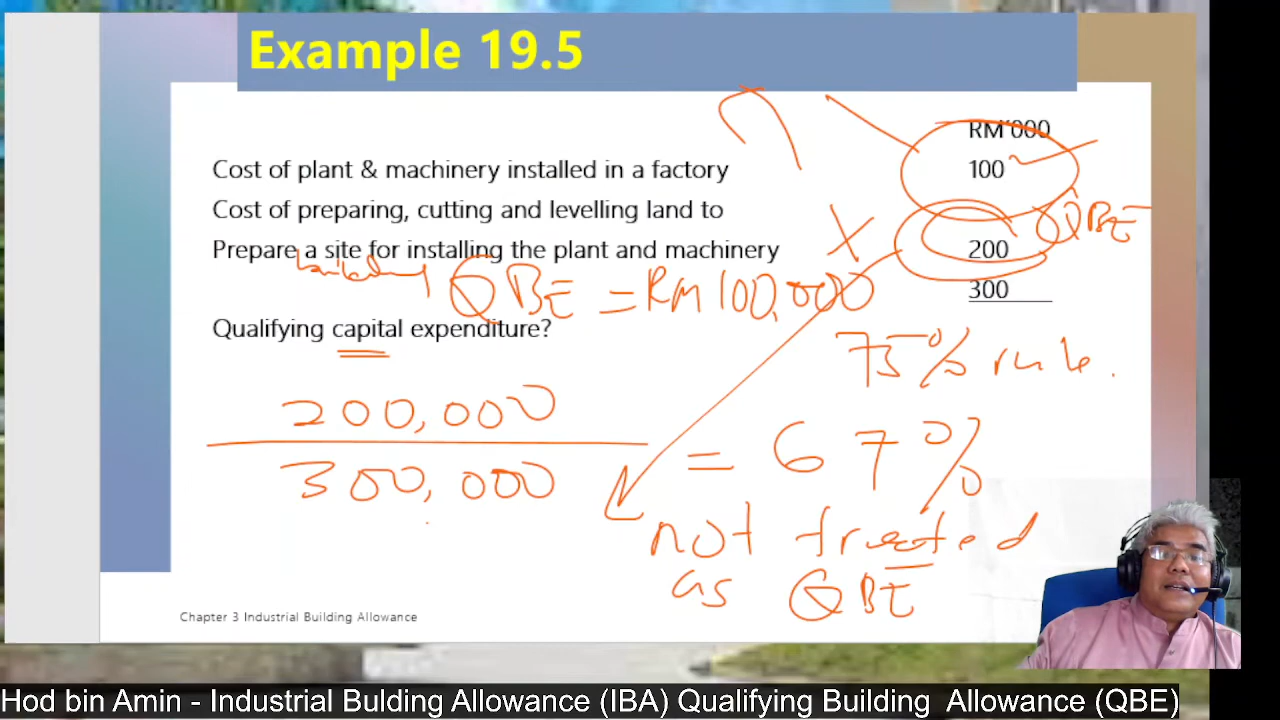 Example 19.5
RM'000
Cost of plant & machinery installed in a factory 100
Cost of preparing, cutting and levelling land to
Prepare a site for installing the plant and machinery X 200 QBE
building QBE = RM100,000 300
Qualifying capital expenditure?
75% rule.
200,000
300,000
= 67%
not treated
as QBE
Chapter 3 Industrial Building Allowance
Hod bin Amin - Industrial Bulding Allowance (IBA) Qualifying Building Allowance (QBE)